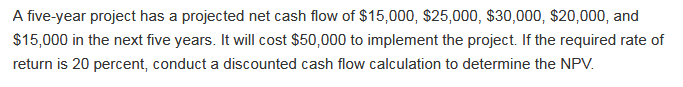 A five-year project has a projected net cash flow of $15,000, $25,000, $30,000, $20,000, and
$15,000 in the next five years. It will cost $50,000 to implement the project. If the required rate of
return is 20 percent, conduct a discounted cash flow calculation to determine the NPV.